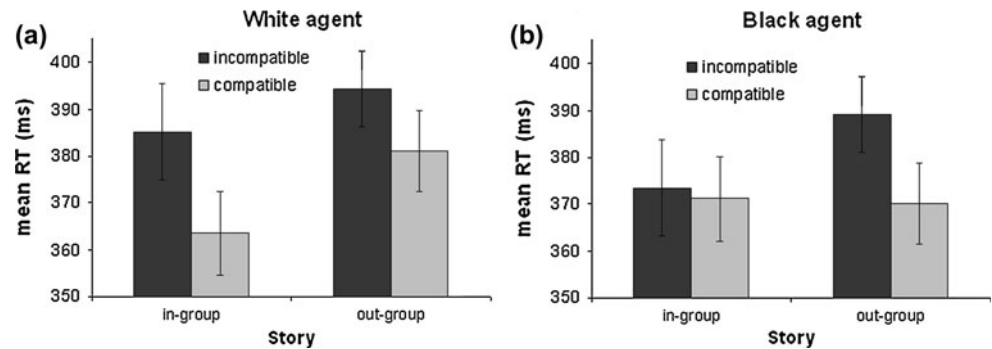 (a)
White agent
mean RT (ms)
400
390
380
370
360
350
incompatible
compatible
in-group
out-group
Story
(b)
Black agent
mean RT (ms)
400
390
380
370
360
350
incompatible
compatible
in-group
out-group
Story